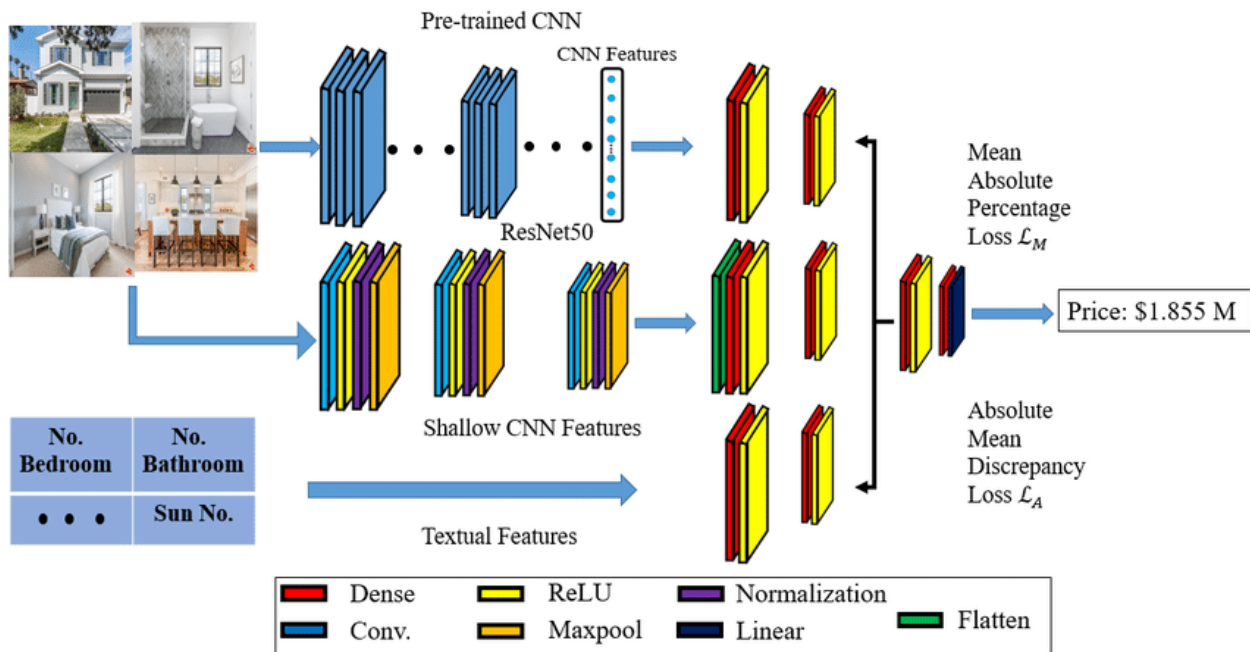 Pre-trained CNN
CNN Features
ResNet50
Mean
Absolute
Percentage
Loss ℒ_M
Price: $1.855 M
Shallow CNN Features
No.
Bedroom
No.
Bathroom
• • •
Sun No.
Absolute
Mean
Discrepancy
Loss ℒ_A
Textual Features
Dense
ReLU
Normalization
Flatten
Conv.
Maxpool
Linear